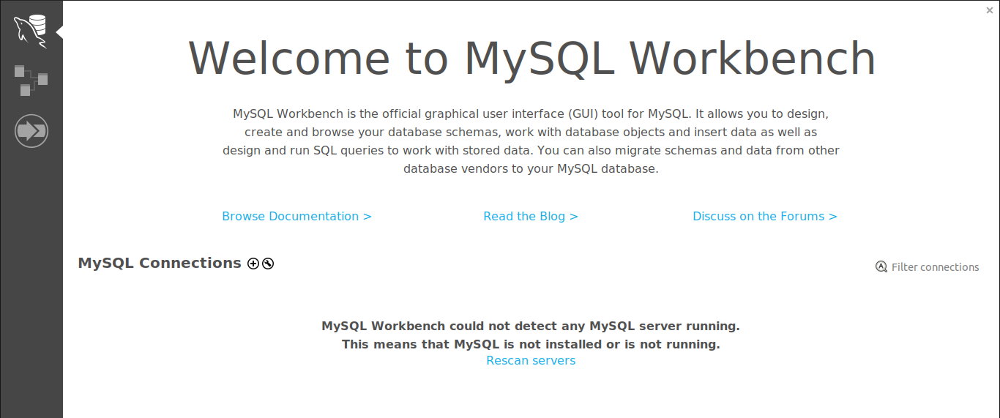 Welcome to MySQL Workbench
MySQL Workbench is the official graphical user interface (GUI) tool for MySQL. It allows you to design,
create and browse your database schemas, work with database objects and insert data as well as
design and run SQL queries to work with stored data. You can also migrate schemas and data from other
database vendors to your MySQL database.
Browse Documentation >
Read the Blog >
Discuss on the Forums >
MySQL Connections
Filter connections
MySQL Workbench could not detect any MySQL server running.
This means that MySQL is not installed or is not running.
Rescan servers